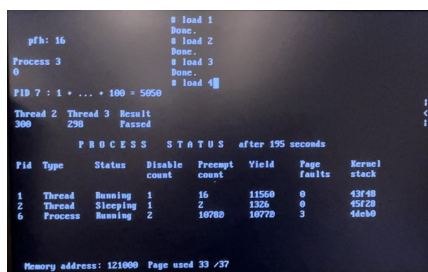 # load 1
Done.
pfh: 16 # load 2
Done.
Process 3 # load 3
0 Done.
# load 4
PID 7 : 1 + ... + 100 = 5050
Thread 2 Thread 3 Result
300 298 Passed
P R O C E S S S T A T U S after 195 seconds
Pid Type Status Disable Preempt Yield Page Kernel
count count faults stack
1 Thread Running 1 16 11560 0 43f48
2 Thread Sleeping 1 2 1326 0 45f28
6 Process Running 2 10780 10770 3 4deb0
Memory address: 121000 Page used 33 /37